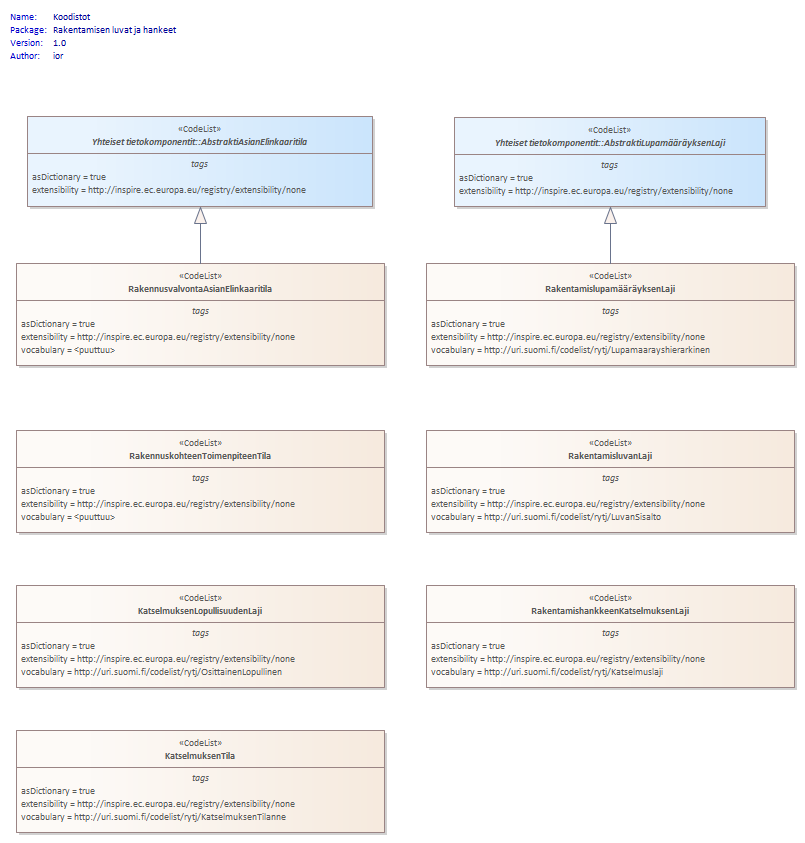 Name: Koodistot
Package: Rakentamisen luvat ja hankeet
Version: 1.0
Author: ior
«CodeList»
Yhteiset tietokomponentit::AbstraktiAsianElinkaaritila
tags
asDictionary = true
extensibility = http://inspire.ec.europa.eu/registry/extensibility/none
«CodeList»
Yhteiset tietokomponentit::AbstraktiLupamääräyksenLaji
tags
asDictionary = true
extensibility = http://inspire.ec.europa.eu/registry/extensibility/none
«CodeList»
RakennusvalvontaAsianElinkaaritila
tags
asDictionary = true
extensibility = http://inspire.ec.europa.eu/registry/extensibility/none
vocabulary = <puuttuu>
«CodeList»
RakentamislupamääräyksenLaji
tags
asDictionary = true
extensibility = http://inspire.ec.europa.eu/registry/extensibility/none
vocabulary = http://uri.suomi.fi/codelist/rytj/Lupamaarayshierarkinen
«CodeList»
RakennuskohteenToimenpiteenTila
tags
asDictionary = true
extensibility = http://inspire.ec.europa.eu/registry/extensibility/none
vocabulary = <puuttuu>
«CodeList»
RakentamisluvanLaji
tags
asDictionary = true
extensibility = http://inspire.ec.europa.eu/registry/extensibility/none
vocabulary = http://uri.suomi.fi/codelist/rytj/LuvanSisalto
«CodeList»
KatselmuksenLopullisuudenLaji
tags
asDictionary = true
extensibility = http://inspire.ec.europa.eu/registry/extensibility/none
vocabulary = http://uri.suomi.fi/codelist/rytj/OsittainenLopullinen
«CodeList»
RakentamishankkeenKatselmuksenLaji
tags
asDictionary = true
extensibility = http://inspire.ec.europa.eu/registry/extensibility/none
vocabulary = http://uri.suomi.fi/codelist/rytj/Katselmuslaji
«CodeList»
KatselmuksenTila
tags
asDictionary = true
extensibility = http://inspire.ec.europa.eu/registry/extensibility/none
vocabulary = http://uri.suomi.fi/codelist/rytj/KatselmuksenTilanne